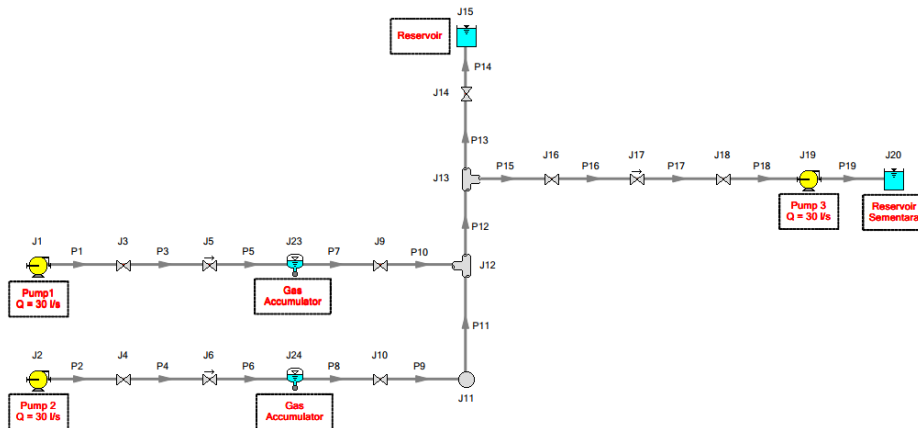 J15
Reservoir
P14
J14
P13
P15 J16 P16 J17 P17 J18 P18 J19 P19 J20
J13
Pump 3
Q = 30 l/s
Reservoir
Sementara
P12
J1 P1 J3 P3 J5 P5 J23 P7 J9 P10
J12
Pump1
Q = 30 l/s
Gas
Accumulator
P11
J2 P2 J4 P4 J6 P6 J24 P8 J10 P9
J11
Pump 2
Q = 30 l/s
Gas
Accumulator